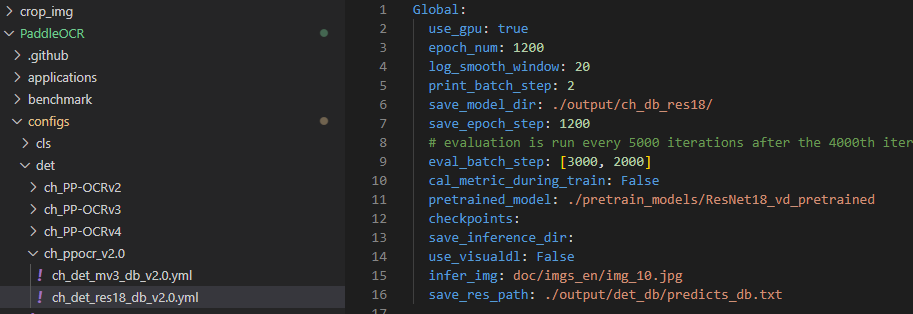 crop_img
PaddleOCR
.github
applications
benchmark
configs
cls
det
ch_PP-OCRv2
ch_PP-OCRv3
ch_PP-OCRv4
ch_ppocr_v2.0
! ch_det_mv3_db_v2.0.yml
! ch_det_res18_db_v2.0.yml
1 Global:
2 use_gpu: true
3 epoch_num: 1200
4 log_smooth_window: 20
5 print_batch_step: 2
6 save_model_dir: ./output/ch_db_res18/
7 save_epoch_step: 1200
8 # evaluation is run every 5000 iterations after the 4000th iter
9 eval_batch_step: [3000, 2000]
10 cal_metric_during_train: False
11 pretrained_model: ./pretrain_models/ResNet18_vd_pretrained
12 checkpoints:
13 save_inference_dir:
14 use_visualdl: False
15 infer_img: doc/imgs_en/img_10.jpg
16 save_res_path: ./output/det_db/predicts_db.txt
17